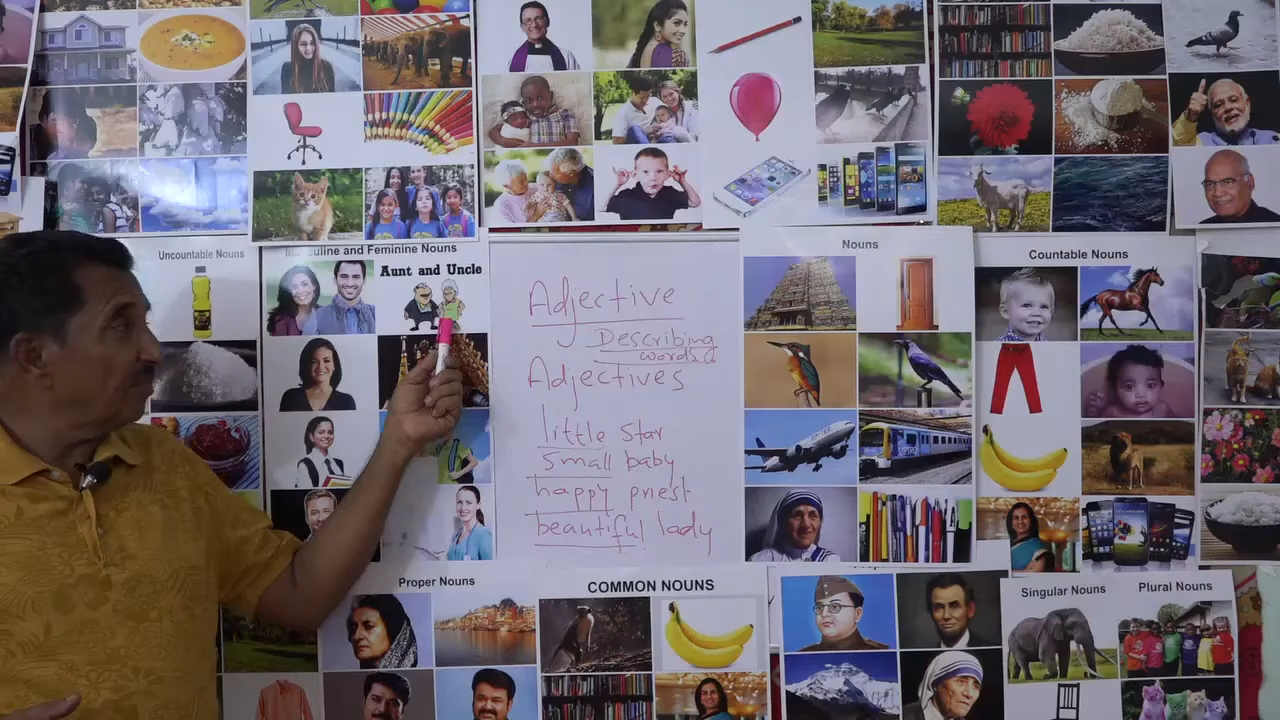 Uncountable Nouns
Masculine and Feminine Nouns
Aunt and Uncle
Adjective
Describing
words
Adjectives
little star
small baby
happy priest
beautiful lady
Nouns
Countable Nouns
Proper Nouns
COMMON NOUNS
Singular Nouns
Plural Nouns